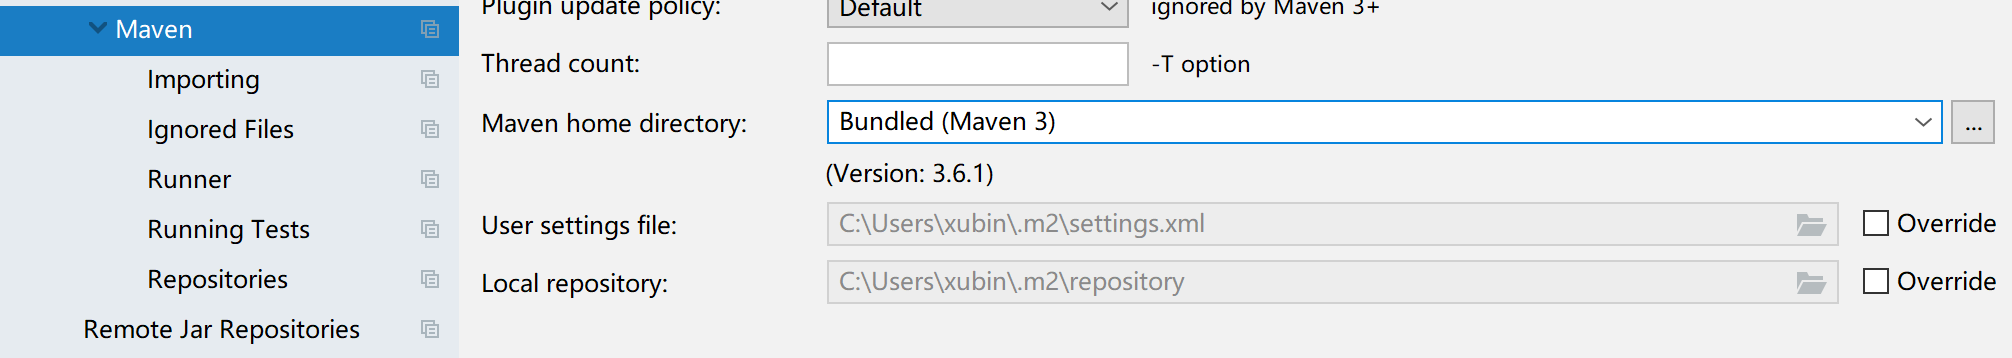 Maven
Importing
Ignored Files
Runner
Running Tests
Repositories
Remote Jar Repositories
Plugin update policy: Default ignored by Maven 3+
Thread count: -T option
Maven home directory: Bundled (Maven 3) ...
(Version: 3.6.1)
User settings file: C:\Users\xubin\.m2\settings.xml Override
Local repository: C:\Users\xubin\.m2\repository Override